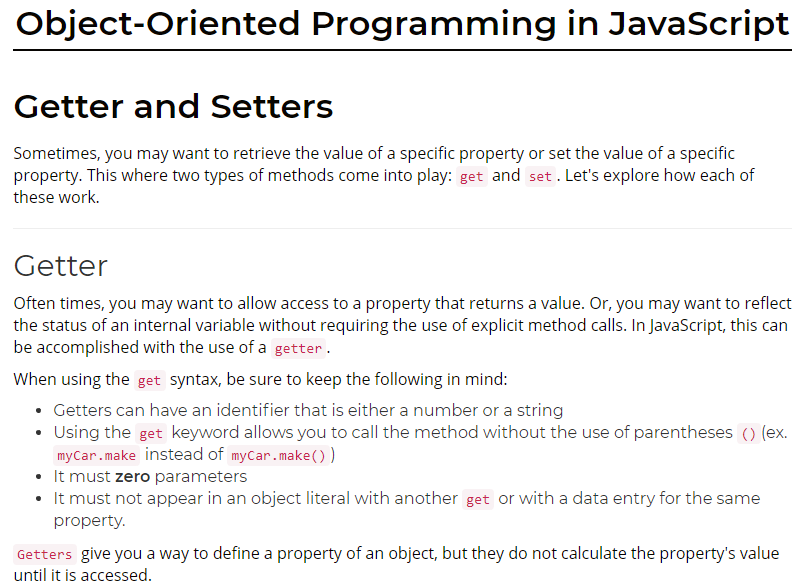 Object-Oriented Programming in JavaScript
Getter and Setters
Sometimes, you may want to retrieve the value of a specific property or set the value of a specific
property. This where two types of methods come into play: get and set. Let's explore how each of
these work.
Getter
Often times, you may want to allow access to a property that returns a value. Or, you may want to reflect
the status of an internal variable without requiring the use of explicit method calls. In JavaScript, this can
be accomplished with the use of a getter.
When using the get syntax, be sure to keep the following in mind:
• Getters can have an identifier that is either a number or a string
• Using the get keyword allows you to call the method without the use of parentheses () (ex.
myCar.make instead of myCar.make())
• It must zero parameters
• It must not appear in an object literal with another get or with a data entry for the same
property.
Getters give you a way to define a property of an object, but they do not calculate the property's value
until it is accessed.